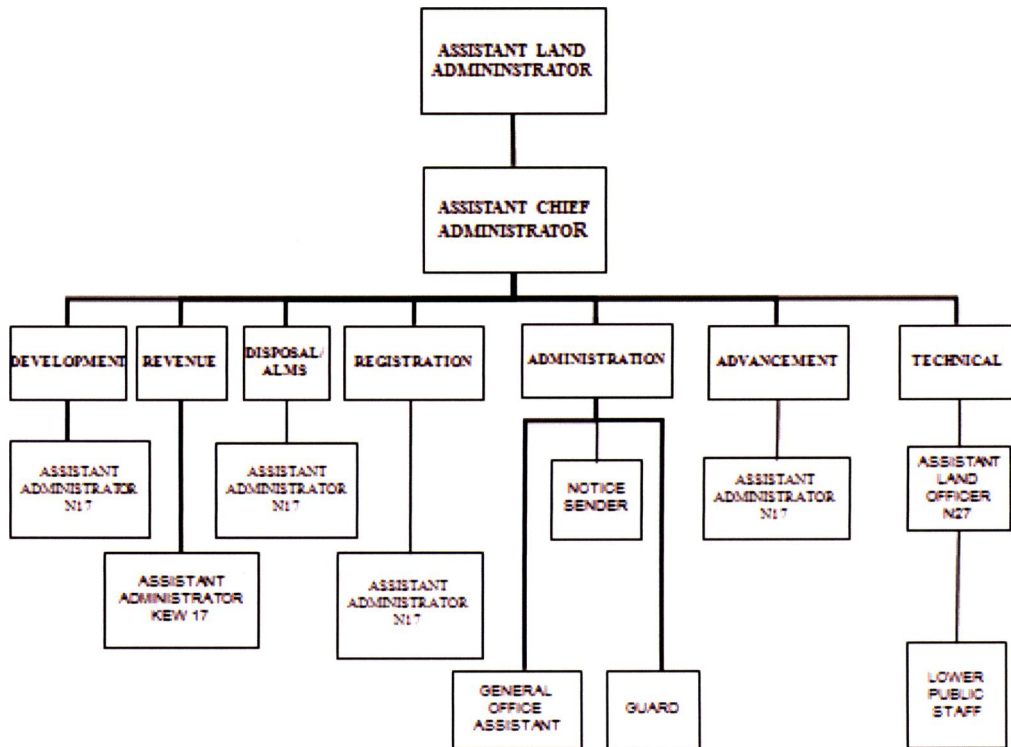 ASSISTANT LAND
ADMININSTRATOR
ASSISTANT CHIEF
ADMINISTRATOR
DEVELOPMENT
REVENUE
DISPOSAL/
ALMS
REGISTRATION
ADMINISTRATION
ADVANCEMENT
TECHNICAL
ASSISTANT
ADMINISTRATOR
N17
ASSISTANT
ADMINISTRATOR
KEW 17
ASSISTANT
ADMINISTRATOR
N17
ASSISTANT
ADMINISTRATOR
N17
NOTICE
SENDER
GENERAL
OFFICE
ASSISTANT
GUARD
ASSISTANT
ADMINISTRATOR
N17
ASSISTANT
LAND
OFFICER
N27
LOWER
PUBLIC
STAFF